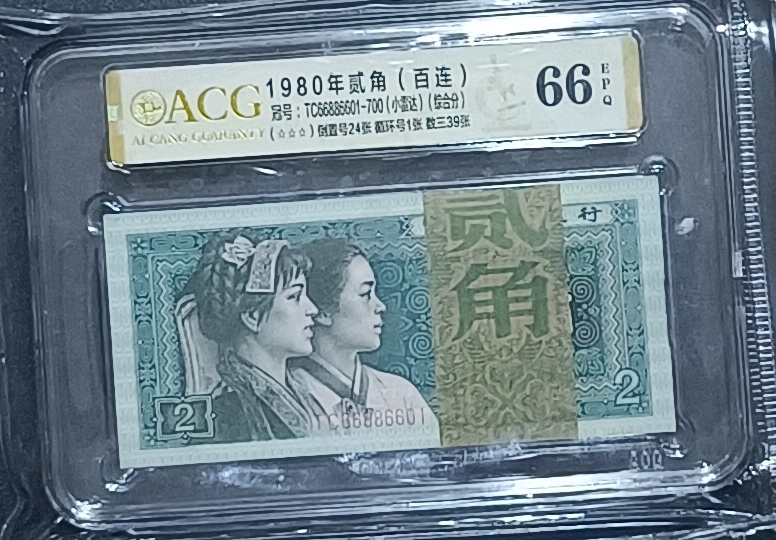 ACG
AI CANG GUARANTY
1980年贰角（百连）
冠号：TC66886601-700（小雷达）（综合分）
（☆☆☆）倒置号24张 循环号1张 数三39张
66
EPQ
行
贰角
2
TC66886601
2